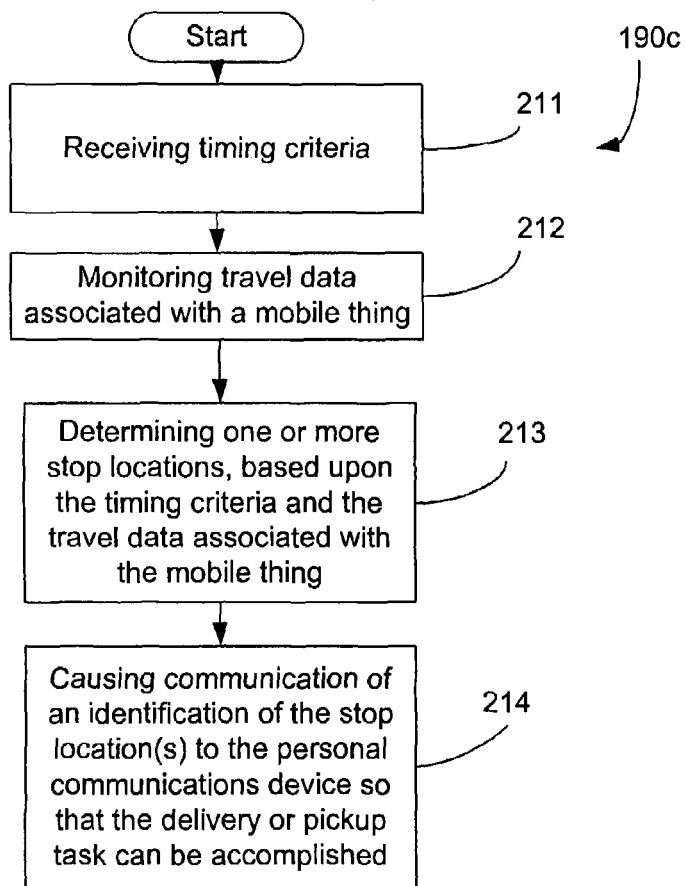 Start
190c
Receiving timing criteria
211
Monitoring travel data
associated with a mobile thing
212
Determining one or more
stop locations, based upon
the timing criteria and the
travel data associated with
the mobile thing
213
Causing communication of
an identification of the stop
location(s) to the personal
communications device so
that the delivery or pickup
task can be accomplished
214